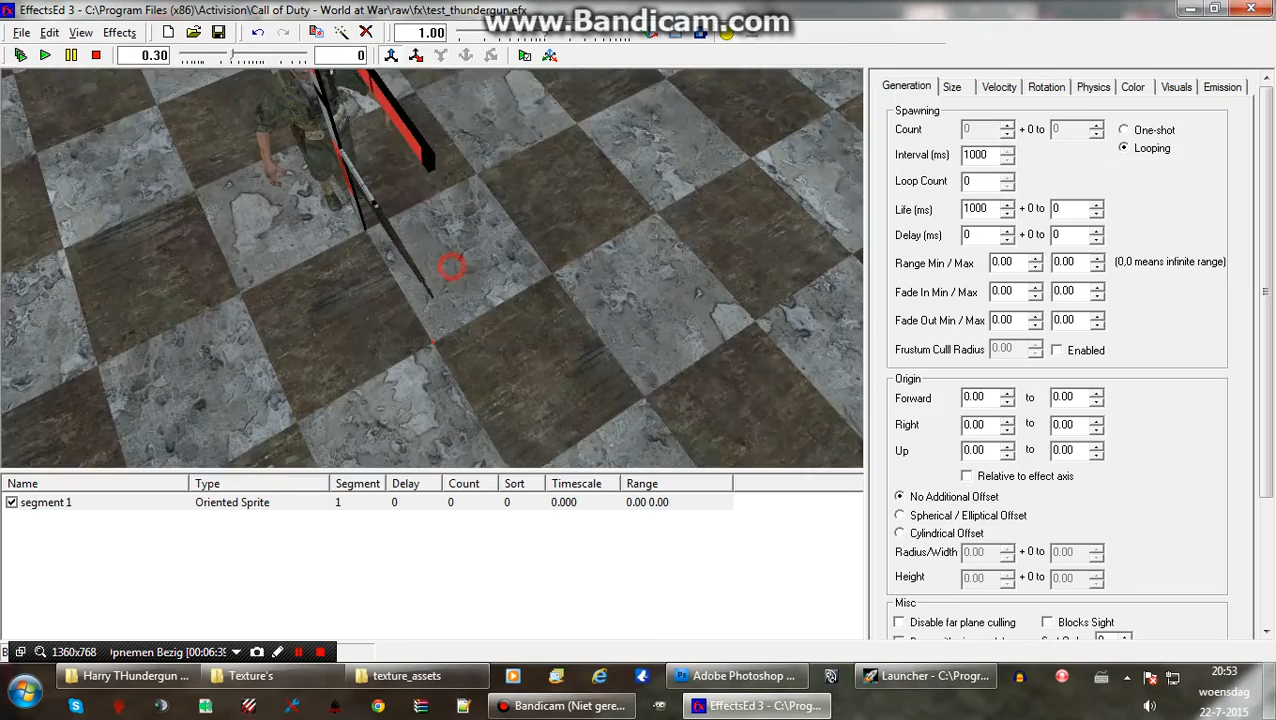 EffectsEd 3 - C:\Program Files (x86)\Activision\Call of Duty - World at War\raw\fx\test_thundergun.efx
www.Bandicam.com
File Edit View Effects 1.00
0.30 0
Generation Size Velocity Rotation Physics Color Visuals Emission
Spawning
Count 0 + 0 to 0 One-shot
Interval (ms) 1000 Looping
Loop Count 0
Life (ms) 1000 + 0 to 0
Delay (ms) 0 + 0 to 0
Range Min / Max 0.00 0.00 (0,0 means infinite range)
Fade In Min / Max 0.00 0.00
Fade Out Min / Max 0.00 0.00
Frustum Cull Radius 0.00 Enabled
Origin
Forward 0.00 to 0.00
Right 0.00 to 0.00
Up 0.00 to 0.00
Relative to effect axis
No Additional Offset
Spherical / Elliptical Offset
Cylindrical Offset
Radius/Width 0.00 + 0 to 0.00
Height 0.00 + 0 to 0.00
Misc
Disable far plane culling Blocks Sight
Name Type Segment Delay Count Sort Timescale Range
segment 1 Oriented Sprite 1 0 0 0 0.000 0.00 0.00
1360x768 Opnemen Bezig [00:06:39
Harry THundergun ... Texture's texture_assets Adobe Photoshop ... Launcher - C:\Progr...
Bandicam (Niet gere... EffectsEd 3 - C:\Prog...
20:53
woensdag
22-7-2015